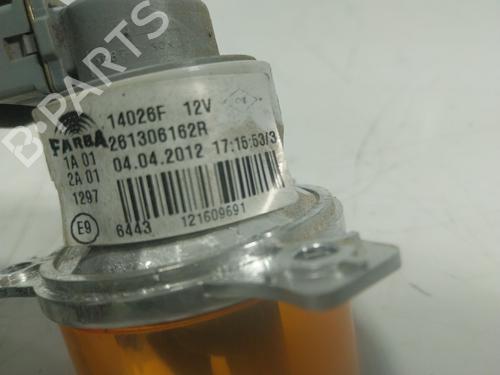 B-PARTS
14026F 12V
FARBA 261306162R
1A 01 04.04.2012 17:15:53/3
2A 01
1297
E9 6443 121609691